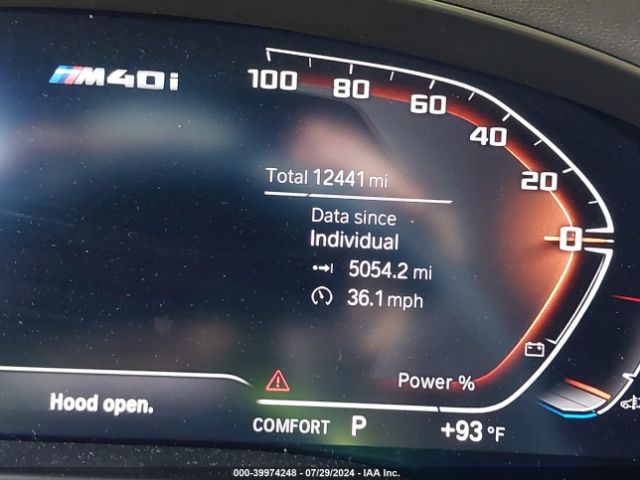 M40i
100 80 60 40 20 0
Total 12441 mi
Data since
Individual
5054.2 mi
36.1 mph
Power %
Hood open.
COMFORT P +93 °F
000-39974248 - 07/29/2024 - IAA Inc.